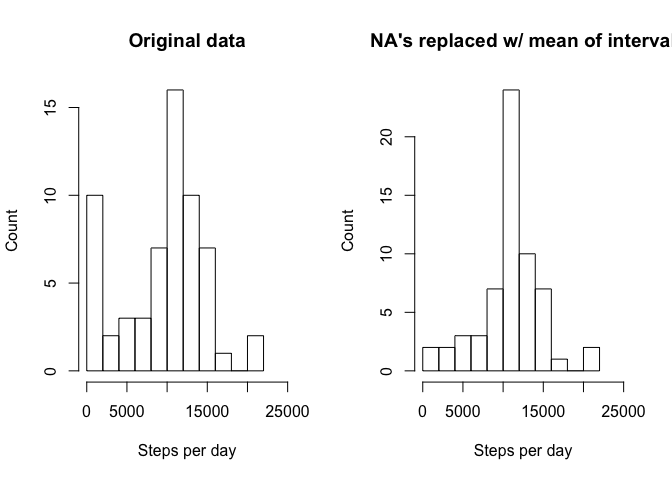 Original data
15
10
5
0
Count
0 5000 15000 25000
Steps per day
NA's replaced w/ mean of interval
20
15
10
5
0
Count
0 5000 15000 25000
Steps per day